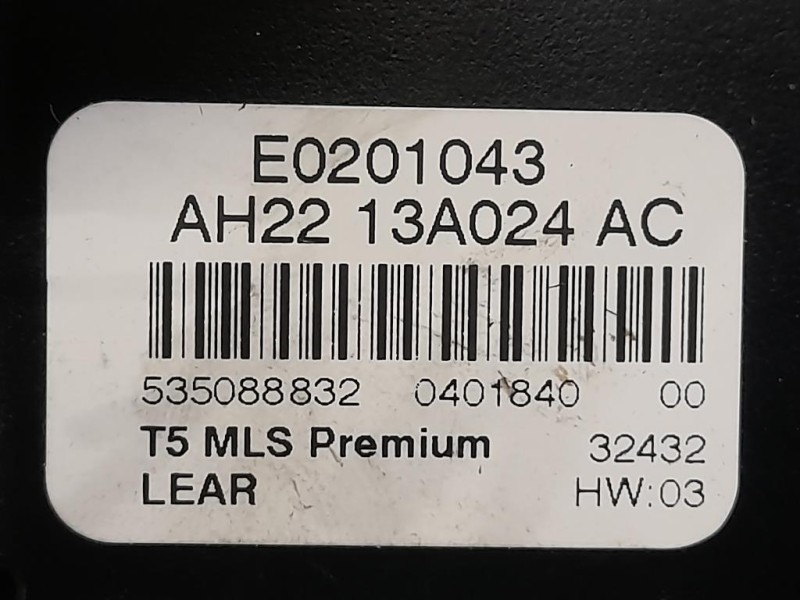 E0201043
AH22 13A024 AC
535088832 0401840 00
T5 MLS Premium 32432
LEAR HW:03